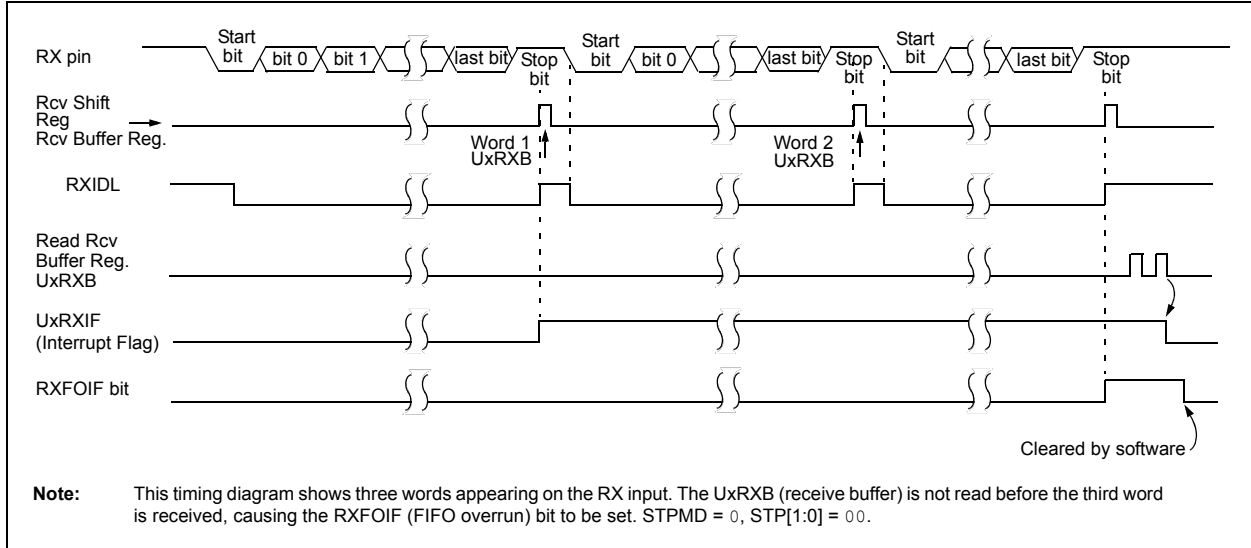 RX pin
Start
bit
bit 0
bit 1
last bit
Stop
bit
Start
bit
bit 0
last bit
Stop
bit
Start
bit
last bit
Stop
bit
Rcv Shift
Reg
Rcv Buffer Reg.
Word 1
UxRXB
Word 2
UxRXB
RXIDL
Read Rcv
Buffer Reg.
UxRXB
UxRXIF
(Interrupt Flag)
RXFOIF bit
Cleared by software
Note: This timing diagram shows three words appearing on the RX input. The UxRXB (receive buffer) is not read before the third word
is received, causing the RXFOIF (FIFO overrun) bit to be set. STPMD = 0, STP[1:0] = 00.